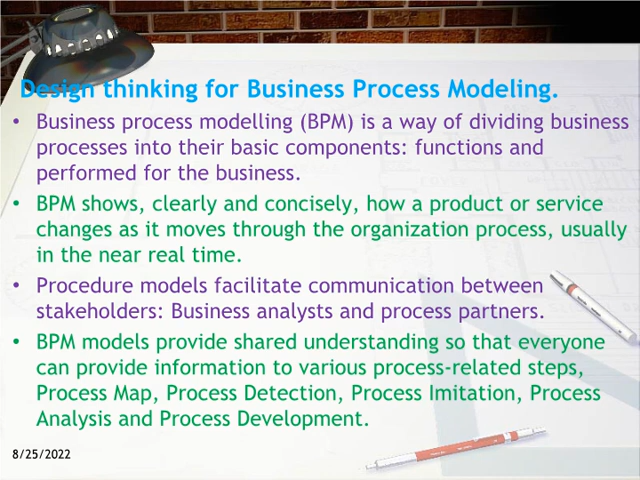 Design thinking for Business Process Modeling.
• Business process modelling (BPM) is a way of dividing business
processes into their basic components: functions and
performed for the business.
• BPM shows, clearly and concisely, how a product or service
changes as it moves through the organization process, usually
in the near real time.
• Procedure models facilitate communication between
stakeholders: Business analysts and process partners.
• BPM models provide shared understanding so that everyone
can provide information to various process-related steps,
Process Map, Process Detection, Process Imitation, Process
Analysis and Process Development.
8/25/2022